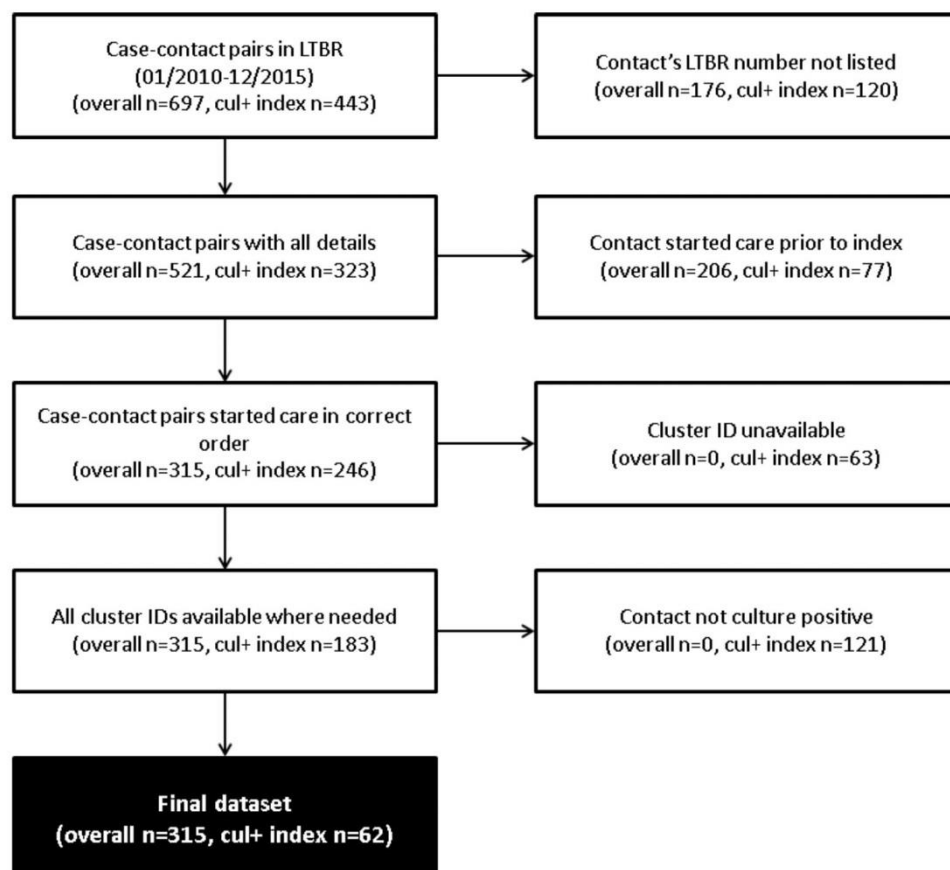 Case-contact pairs in LTBR
(01/2010-12/2015)
(overall n=697, cul+ index n=443)
Contact’s LTBR number not listed
(overall n=176, cul+ index n=120)
Case-contact pairs with all details
(overall n=521, cul+ index n=323)
Contact started care prior to index
(overall n=206, cul+ index n=77)
Case-contact pairs started care in correct
order
(overall n=315, cul+ index n=246)
Cluster ID unavailable
(overall n=0, cul+ index n=63)
All cluster IDs available where needed
(overall n=315, cul+ index n=183)
Contact not culture positive
(overall n=0, cul+ index n=121)
Final dataset
(overall n=315, cul+ index n=62)